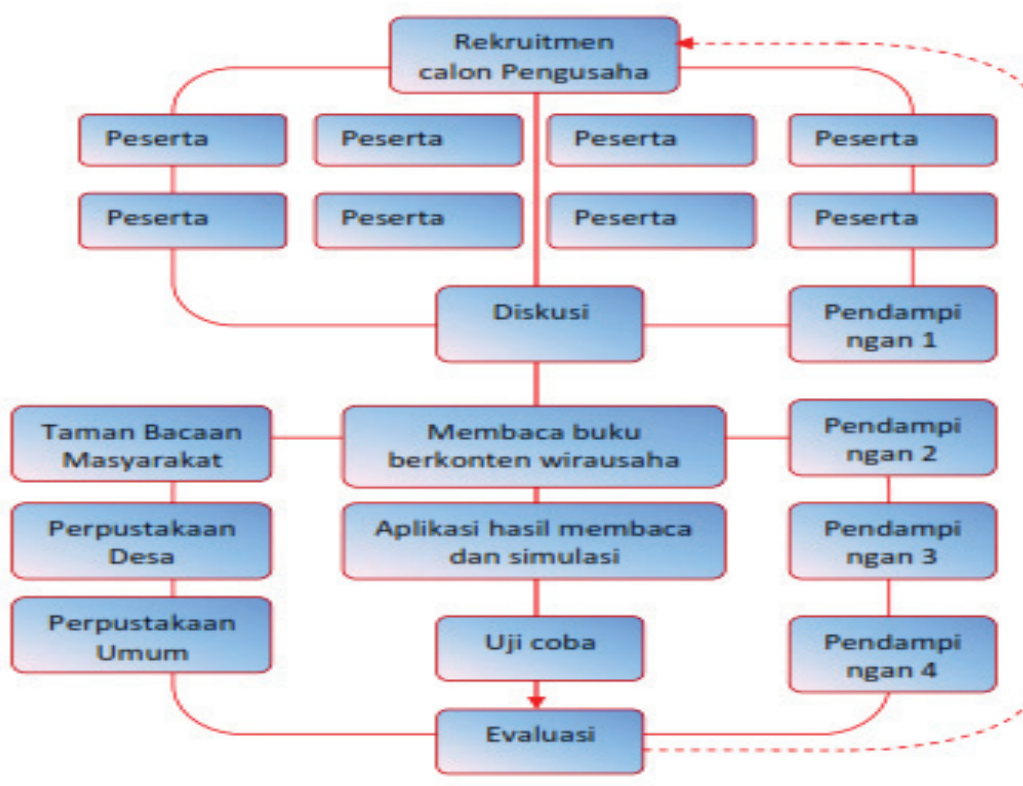 Rekruitmen
calon Pengusaha
Peserta
Peserta
Peserta
Peserta
Peserta
Peserta
Peserta
Peserta
Diskusi
Pendampi
ngan 1
Taman Bacaan
Masyarakat
Membaca buku
berkonten wirausaha
Pendampi
ngan 2
Perpustakaan
Desa
Aplikasi hasil membaca
dan simulasi
Pendampi
ngan 3
Perpustakaan
Umum
Uji coba
Pendampi
ngan 4
Evaluasi